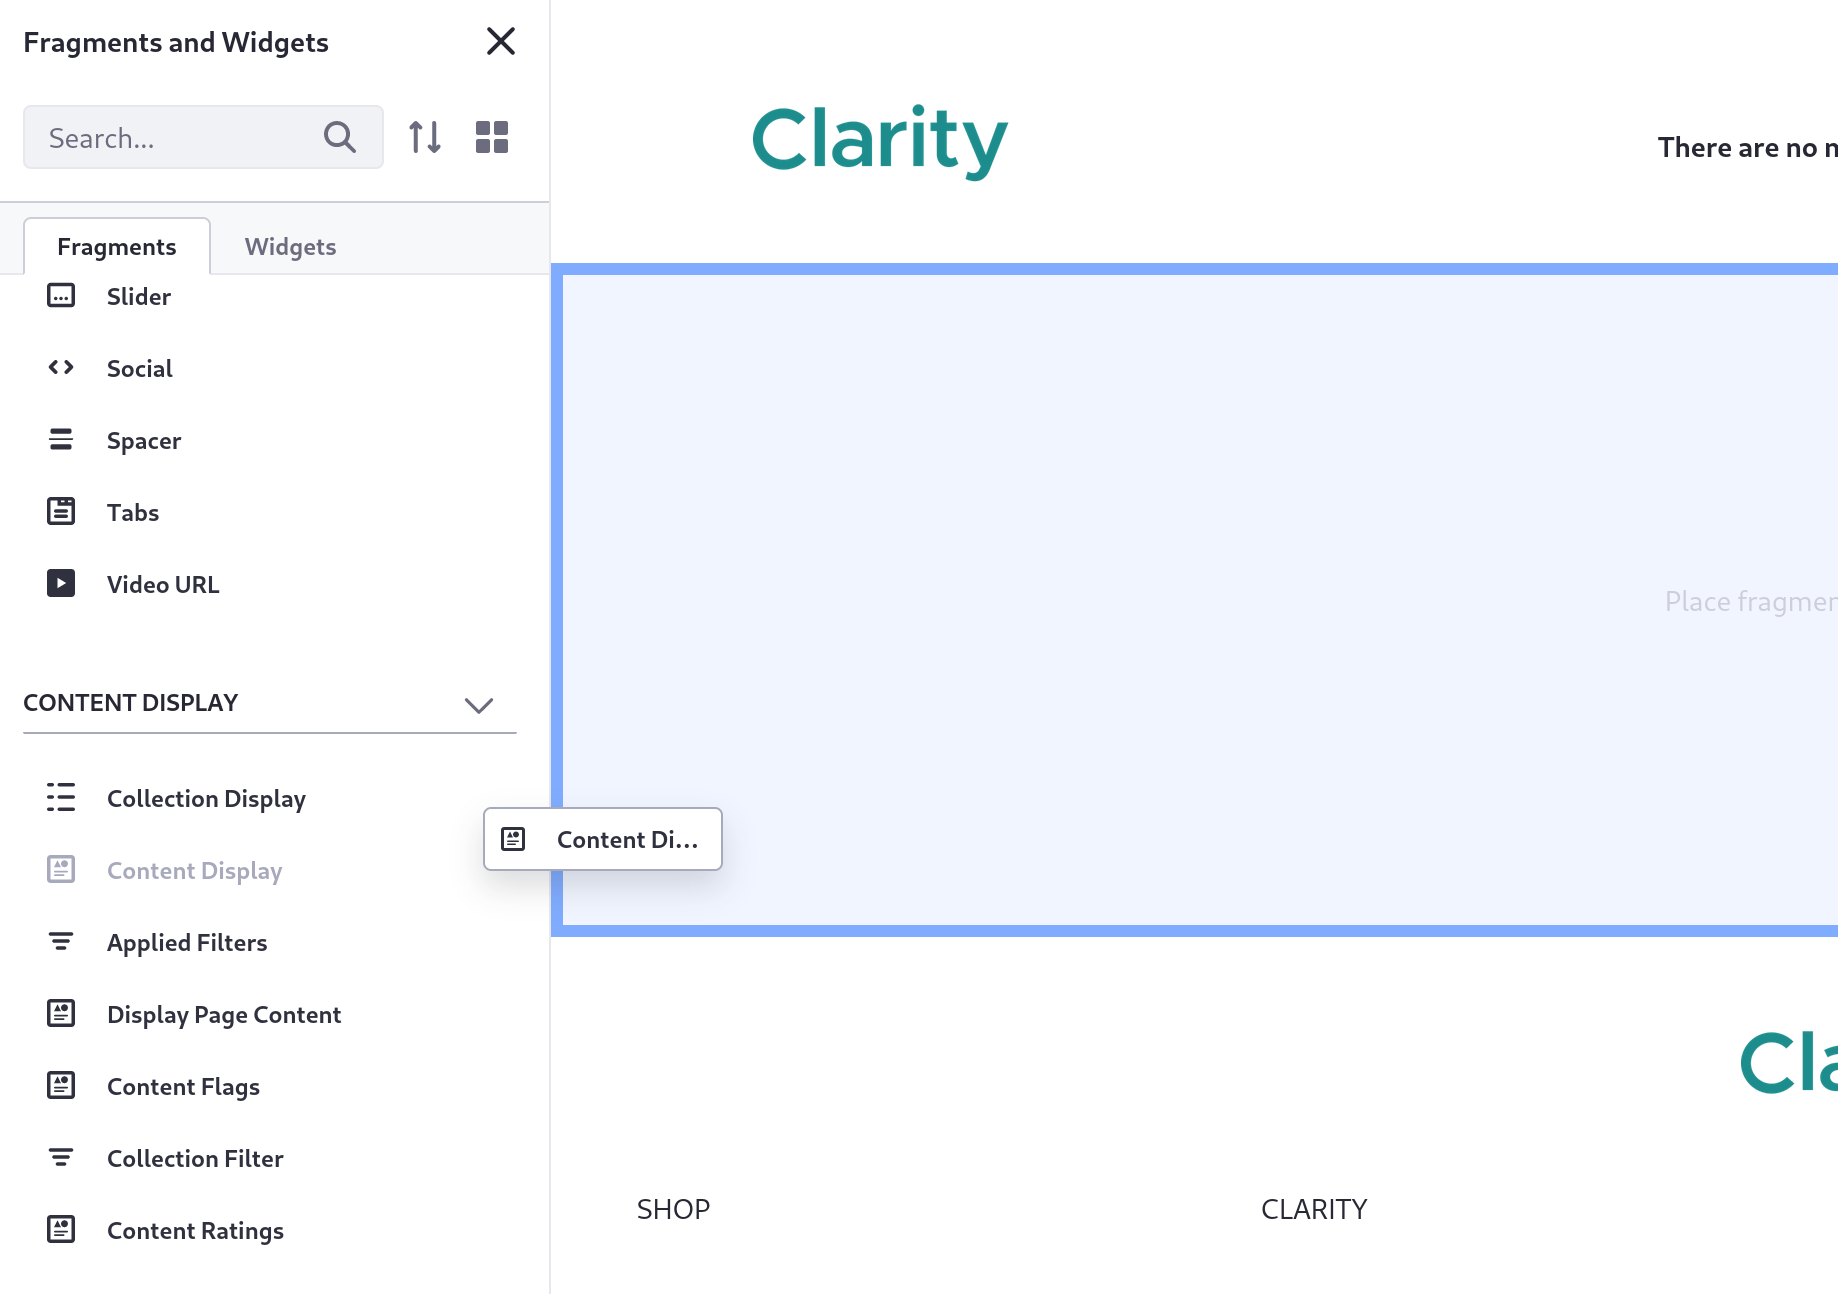 Fragments and Widgets
Search...
Fragments
Widgets
Slider
Social
Spacer
Tabs
Video URL
CONTENT DISPLAY
Collection Display
Content Display
Applied Filters
Display Page Content
Content Flags
Collection Filter
Content Ratings
Content Di...
Clarity
There are no
Place
SHOP
CLARITY